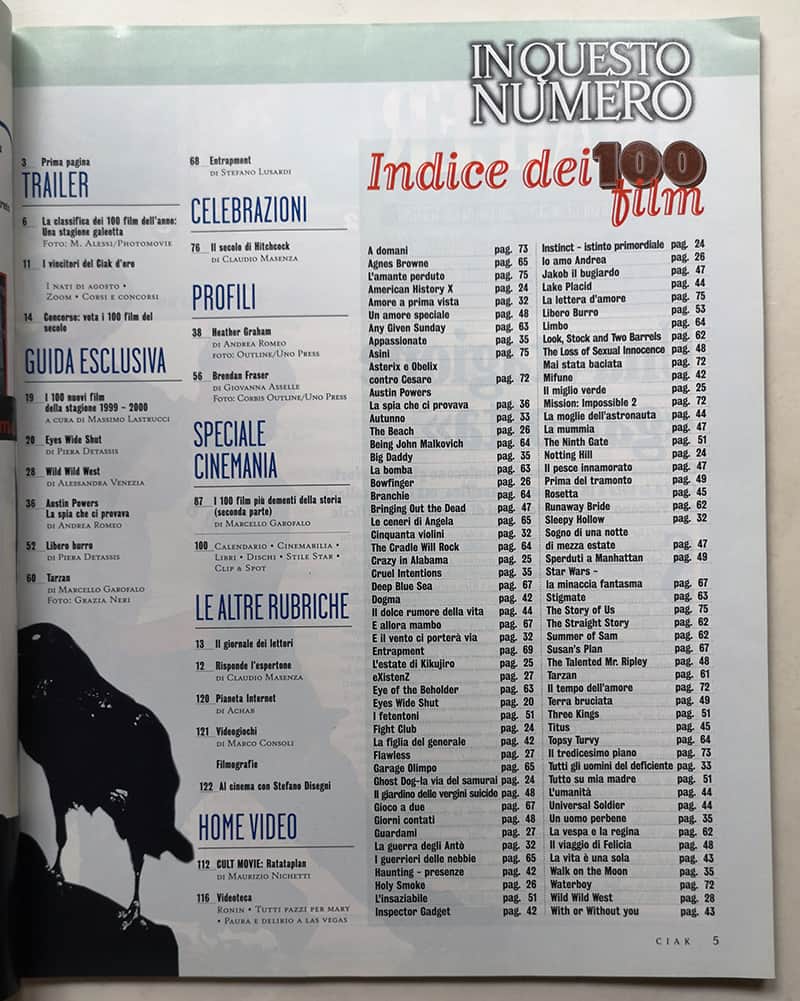 IN QUESTO
NUMERO
3 Prima pagina
TRAILER
6 La classifica dei 100 film dell'anno:
Una stagione galeotta
FOTO: M. ALESSI/PHOTOMOVIE
11 I vincitori del Ciak d'oro
I NATI DI AGOSTO •
ZOOM • CORSI E CONCORSI
14 Concorso: vota i 100 film del
secolo
GUIDA ESCLUSIVA
19 I 100 nuovi film
della stagione 1999 - 2000
A CURA DI MASSIMO LASTRUCCI
20 Eyes Wide Shut
DI PIERA DETASSIS
28 Wild Wild West
DI ALESSANDRA VENEZIA
36 Austin Powers
La spia che ci provava
DI ANDREA ROMEO
52 Libero burro
DI PIERA DETASSIS
60 Tarzan
DI MARCELLO GAROFALO
FOTO: GRAZIA NERI
68 Entrapment
DI STEFANO LUSARDI
CELEBRAZIONI
76 Il secolo di Hitchcock
DI CLAUDIO MASENZA
PROFILI
38 Heather Graham
DI ANDREA ROMEO
FOTO: OUTLINE/UNO PRESS
56 Brendan Fraser
DI GIOVANNA ASSELLE
FOTO: CORBIS OUTLINE/UNO PRESS
SPECIALE
CINEMANIA
87 I 100 film più dementi della storia
(seconda parte)
DI MARCELLO GAROFALO
100 CALENDARIO • CINEMABILIA •
LIBRI • DISCHI • STILE STAR •
CLIP & SPOT
LE ALTRE RUBRICHE
13 Il giornale dei lettori
12 Risponde l'espertone
DI CLAUDIO MASENZA
120 Pianeta Internet
DI ACHAB
121 Videogiochi
DI MARCO CONSOLI
Filmografie
122 Al cinema con Stefano Disegni
HOME VIDEO
112 CULT MOVIE: Ratataplan
DI MAURIZIO NICHETTI
116 Videoteca
RONIN • TUTTI PAZZI PER MARY
• PAURA E DELIRIO A LAS VEGAS
Indice dei 100
film
A domani pag. 73
Agnes Browne pag. 65
L'amante perduto pag. 75
American History X pag. 24
Amore a prima vista pag. 32
Un amore speciale pag. 48
Any Given Sunday pag. 63
Appassionate pag. 35
Asini pag. 75
Asterix e Obelix
contro Cesare pag. 72
Austin Powers
La spia che ci provava pag. 36
Autunno pag. 33
The Beach pag. 26
Being John Malkovich pag. 64
Big Daddy pag. 35
La bomba pag. 63
Bowfinger pag. 26
Branchie pag. 64
Bringing Out the Dead pag. 47
Le ceneri di Angela pag. 65
Cinquanta violini pag. 32
The Cradle Will Rock pag. 64
Crazy in Alabama pag. 25
Cruel Intentions pag. 35
Deep Blue Sea pag. 67
Dogma pag. 42
Il dolce rumore della vita pag. 44
E allora mambo pag. 67
E il vento ci porterà via pag. 32
Entrapment pag. 69
L'estate di Kikujiro pag. 25
eXistenZ pag. 27
Eye of the Beholder pag. 63
Eyes Wide Shut pag. 20
I fetentoni pag. 51
Fight Club pag. 24
La figlia del generale pag. 42
Flawless pag. 27
Garage Olimpo pag. 65
Ghost Dog-la via del samurai pag. 24
Il giardino delle vergini suicide pag. 48
Gioco a due pag. 67
Giorni contati pag. 48
Guardami pag. 27
La guerra degli Antò pag. 32
I guerrieri delle nebbie pag. 65
Haunting - presenze pag. 42
Holy Smoke pag. 26
L'insaziabile pag. 51
Inspector Gadget pag. 42
Instinct - istinto primordiale pag. 24
Io amo Andrea pag. 26
Jakob il bugiardo pag. 47
Lake Placid pag. 44
La lettera d'amore pag. 75
Libero Burro pag. 53
Limbo pag. 64
Look, Stock and Two Barrels pag. 62
The Loss of Sexual Innocence pag. 48
Mai stata baciata pag. 72
Mifune pag. 42
Il miglio verde pag. 25
Mission: Impossible 2 pag. 72
La moglie dell'astronauta pag. 44
La mummia pag. 47
The Ninth Gate pag. 51
Notting Hill pag. 24
Il pesce innamorato pag. 47
Prima del tramonto pag. 49
Rosetta pag. 45
Runaway Bride pag. 62
Sleepy Hollow pag. 32
Sogno di una notte
di mezza estate pag. 47
Sperduti a Manhattan pag. 49
Star Wars -
la minaccia fantasma pag. 67
Stigmate pag. 63
The Story of Us pag. 75
The Straight Story pag. 62
Summer of Sam pag. 62
Susan's Plan pag. 67
The Talented Mr. Ripley pag. 48
Tarzan pag. 61
Il tempo dell'amore pag. 72
Terra bruciata pag. 49
Three Kings pag. 51
Titus pag. 45
Topsy Turvy pag. 64
Il tredicesimo piano pag. 73
Tutti gli uomini del deficiente pag. 33
Tutto su mia madre pag. 51
L'umanità pag. 44
Universal Soldier pag. 44
Un uomo perbene pag. 35
La vespa e la regina pag. 62
Il viaggio di Felicia pag. 48
La vita è una sola pag. 43
Walk on the Moon pag. 35
Waterboy pag. 72
Wild Wild West pag. 28
With or Without you pag. 43
CIAK 5